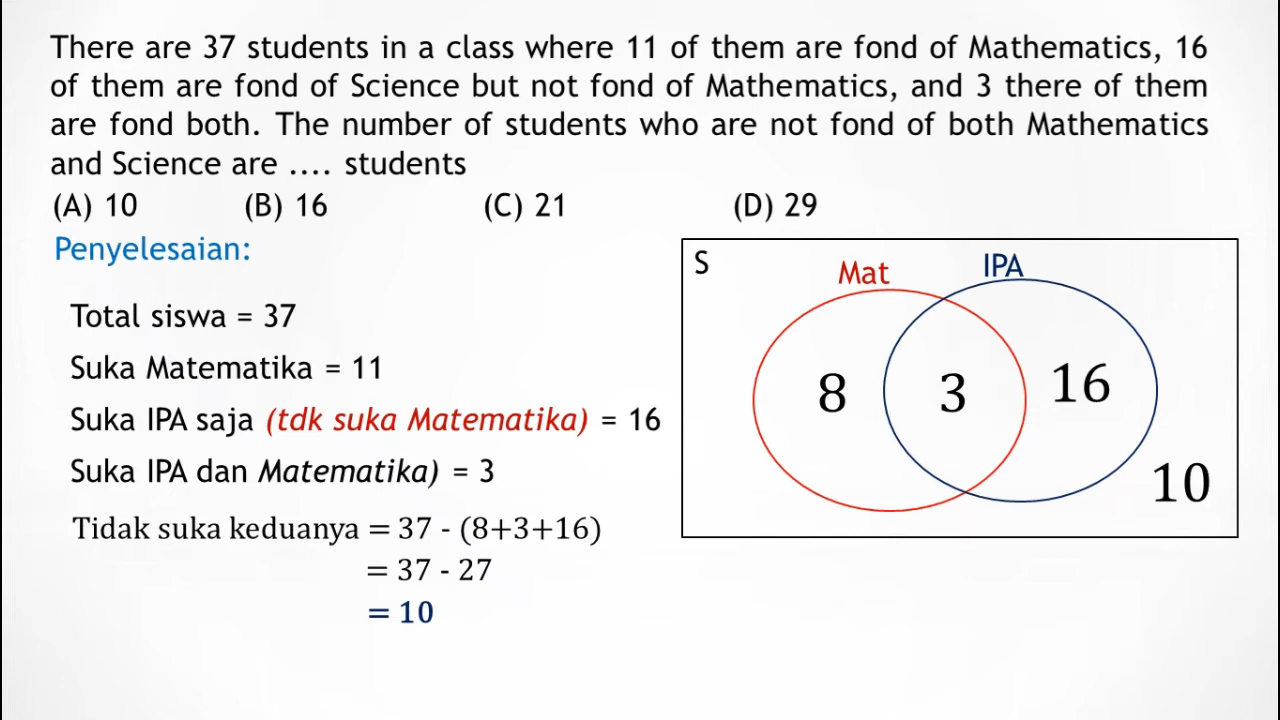 There are 37 students in a class where 11 of them are fond of Mathematics, 16
of them are fond of Science but not fond of Mathematics, and 3 there of them
are fond both. The number of students who are not fond of both Mathematics
and Science are .... students
(A) 10 (B) 16 (C) 21 (D) 29
Penyelesaian:
Total siswa = 37
Suka Matematika = 11
Suka IPA saja (tdk suka Matematika) = 16
Suka IPA dan Matematika) = 3
Tidak suka keduanya = 37 - (8+3+16)
= 37 - 27
= 10
S
Mat IPA
8 3 16
10